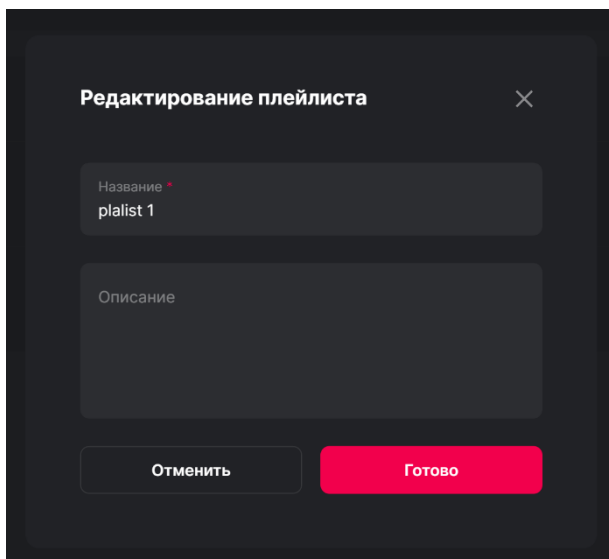 Редактирование плейлиста
Название *
plalist 1
Описание
Отменить
Готово